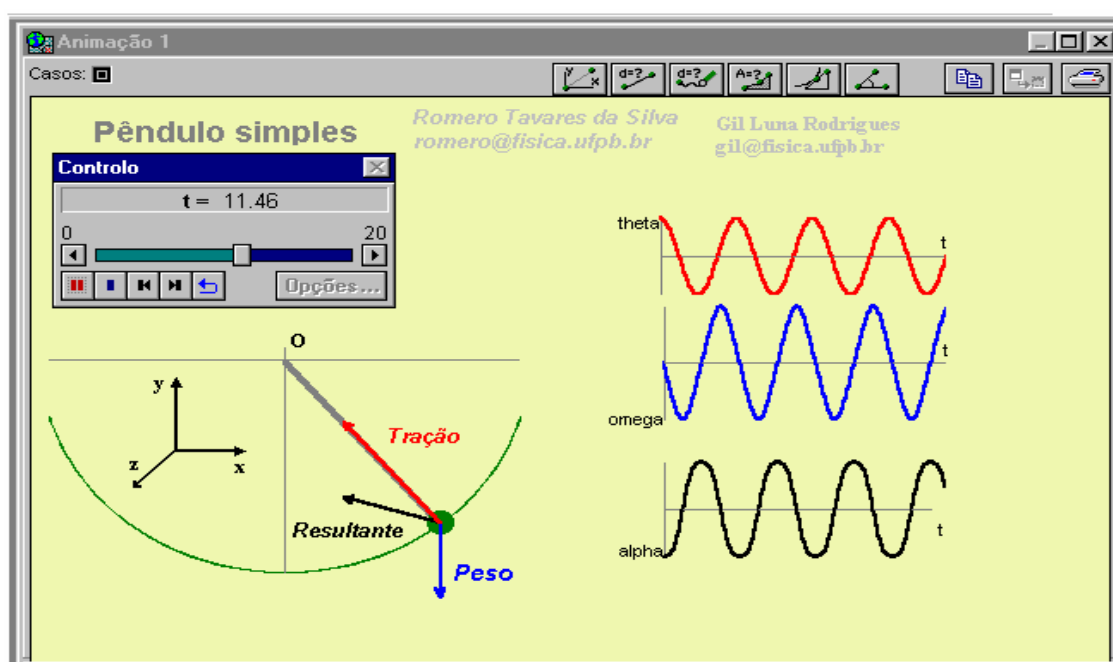 Animação 1
Casos:
y x d=? d=? A=?
Pêndulo simples
Romero Tavares da Silva
romero@fisica.ufpb.br
Gil Luna Rodrigues
gil@fisica.ufpb.br
Controlo
t = 11.46
0 20
Opções...
O
y
z
x
Tração
Resultante
Peso
theta
t
omega
t
alpha
t